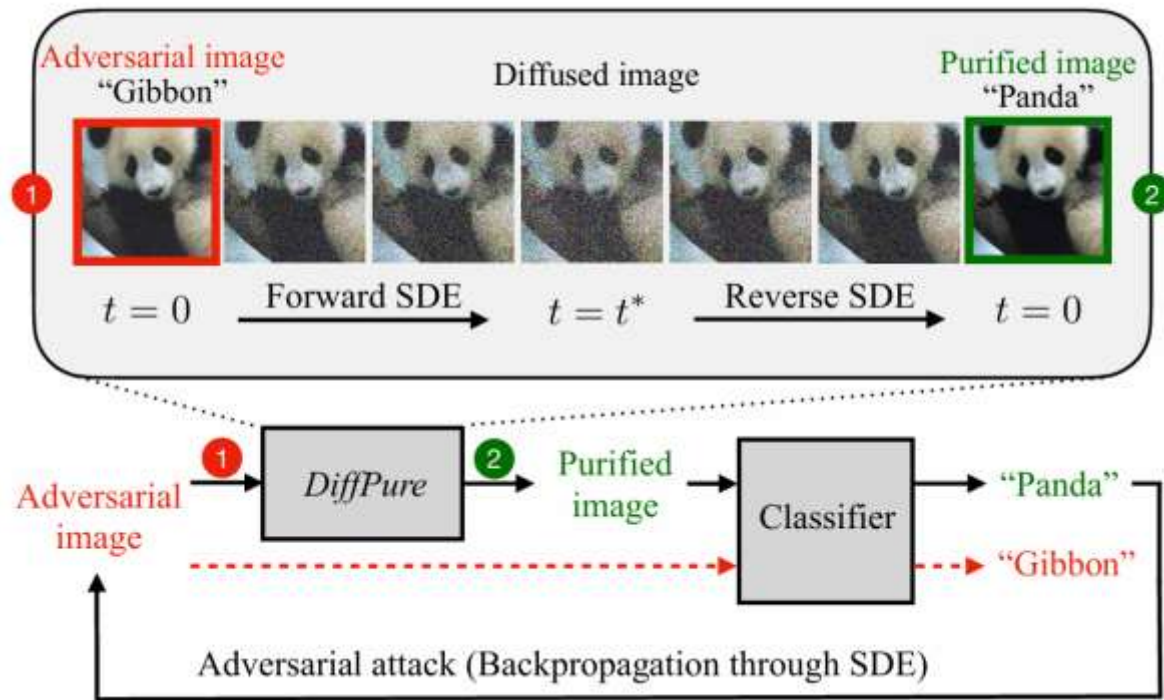 Adversarial image
“Gibbon”
Diffused image
Purified image
“Panda”
1
2
t = 0
Forward SDE
t = t*
Reverse SDE
t = 0
1
DiffPure
2
Purified
image
Classifier
“Panda”
Adversarial
image
“Gibbon”
Adversarial attack (Backpropagation through SDE)